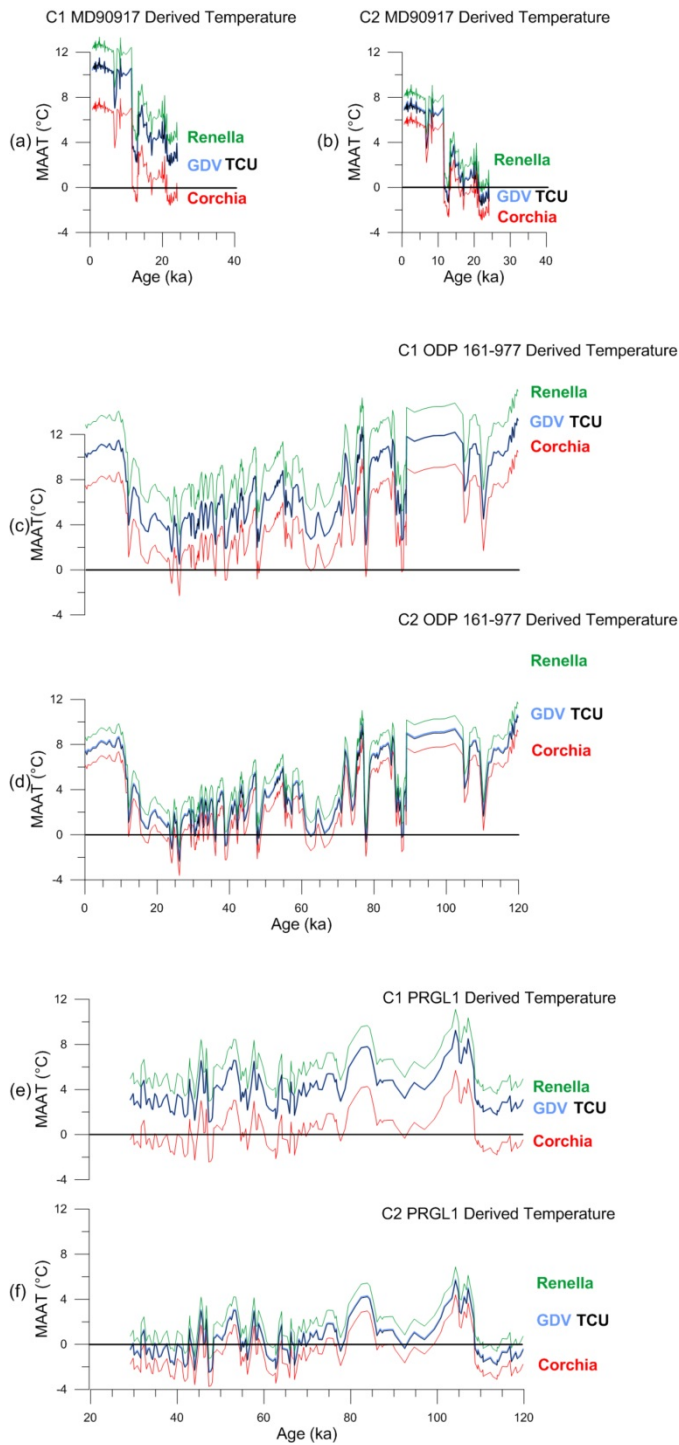 C1 MD90917 Derived Temperature
C2 MD90917 Derived Temperature
(a)
MAAT (°C)
12
8
4
0
-4
Renella
GDV TCU
Corchia
0 20 40
Age (ka)
(b)
MAAT (°C)
12
8
4
0
-4
Renella
GDV TCU
Corchia
0 10 20 30 40
Age (ka)
C1 ODP 161-977 Derived Temperature
Renella
GDV TCU
Corchia
(c)
MAAT(°C)
12
8
4
0
-4
C2 ODP 161-977 Derived Temperature
Renella
GDV TCU
Corchia
(d)
MAAT(°C)
12
8
4
0
-4
0 20 40 60 80 100 120
Age (ka)
C1 PRGL1 Derived Temperature
(e)
MAAT (°C)
12
8
4
0
-4
Renella
GDV TCU
Corchia
C2 PRGL1 Derived Temperature
(f)
MAAT (°C)
12
8
4
0
-4
Renella
GDV TCU
Corchia
20 40 60 80 100 120
Age (ka)